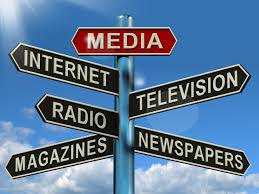 MEDIA
INTERNET
TELEVISION
RADIO
MAGAZINES
NEWSPAPERS